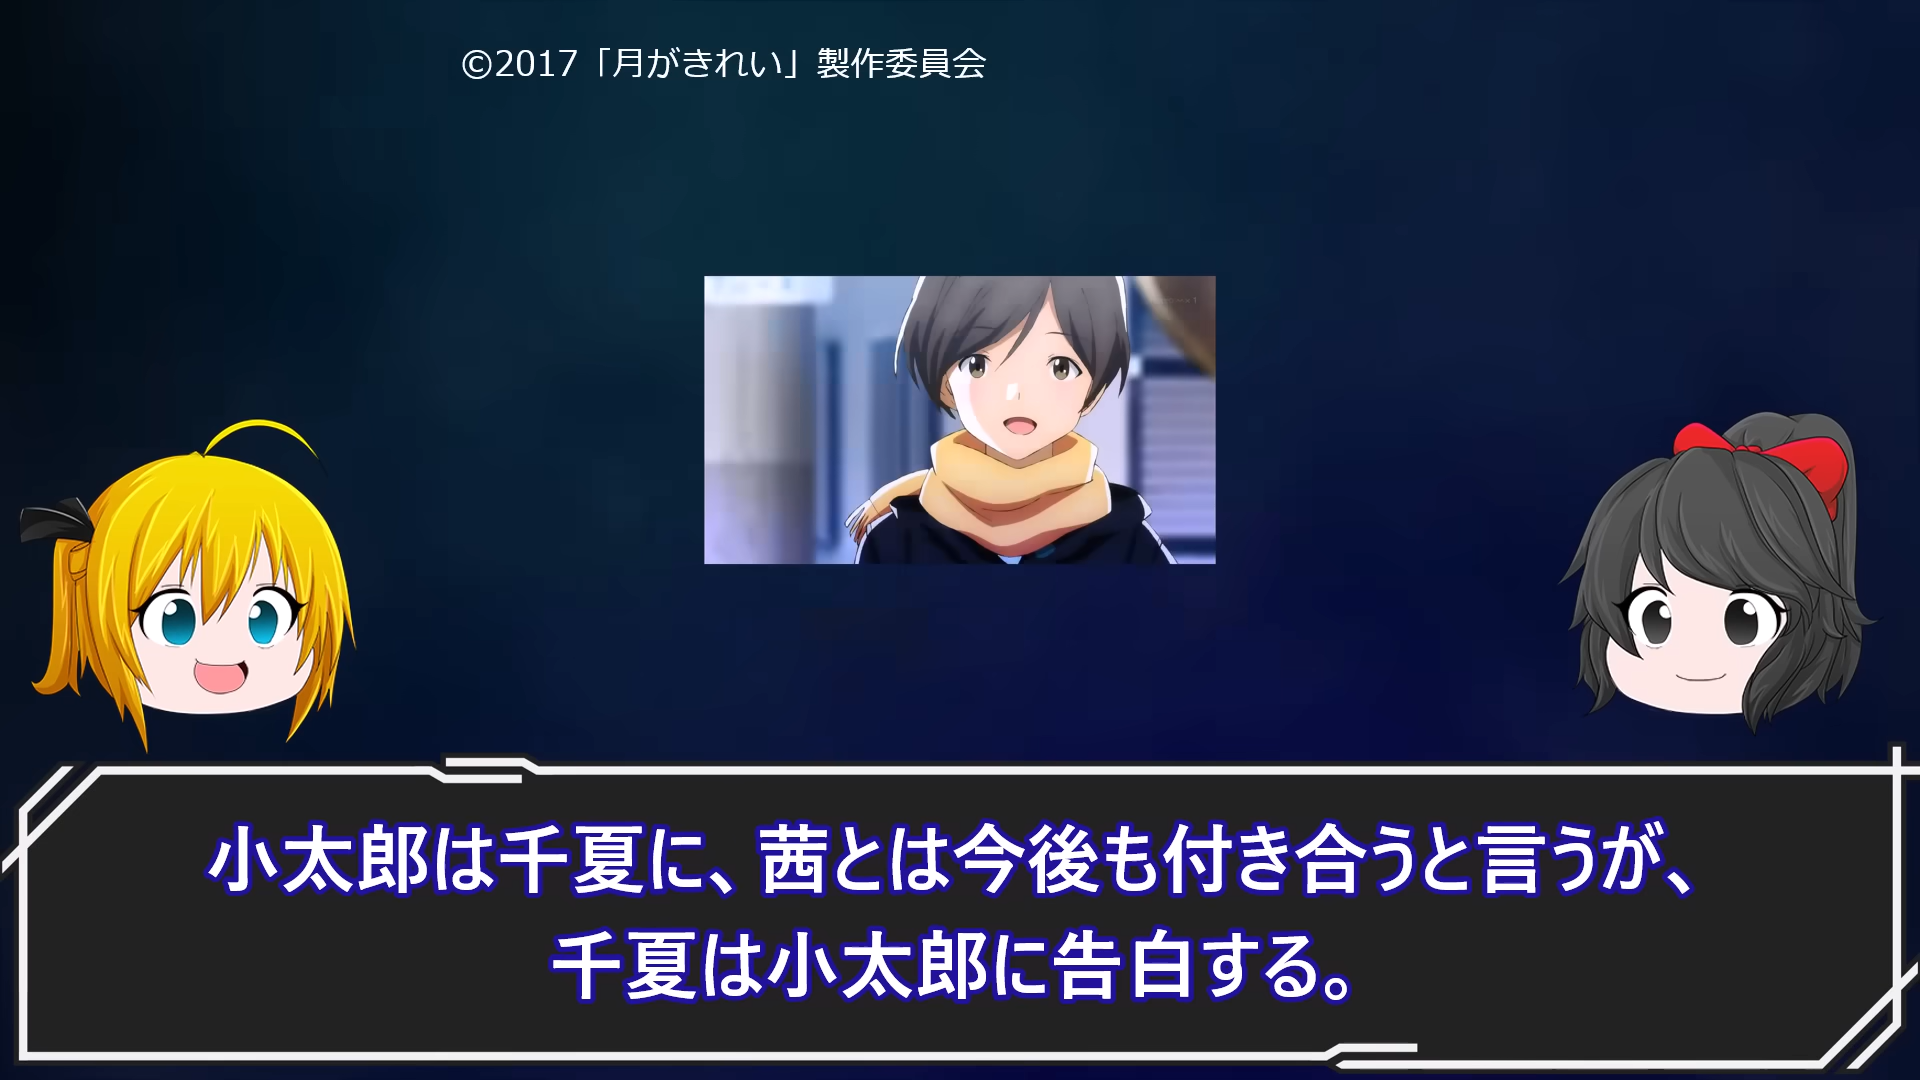 ©2017「月がきれい」製作委員会
小太郎は千夏に、茜とは今後も付き合うと言うが、
千夏は小太郎に告白する。